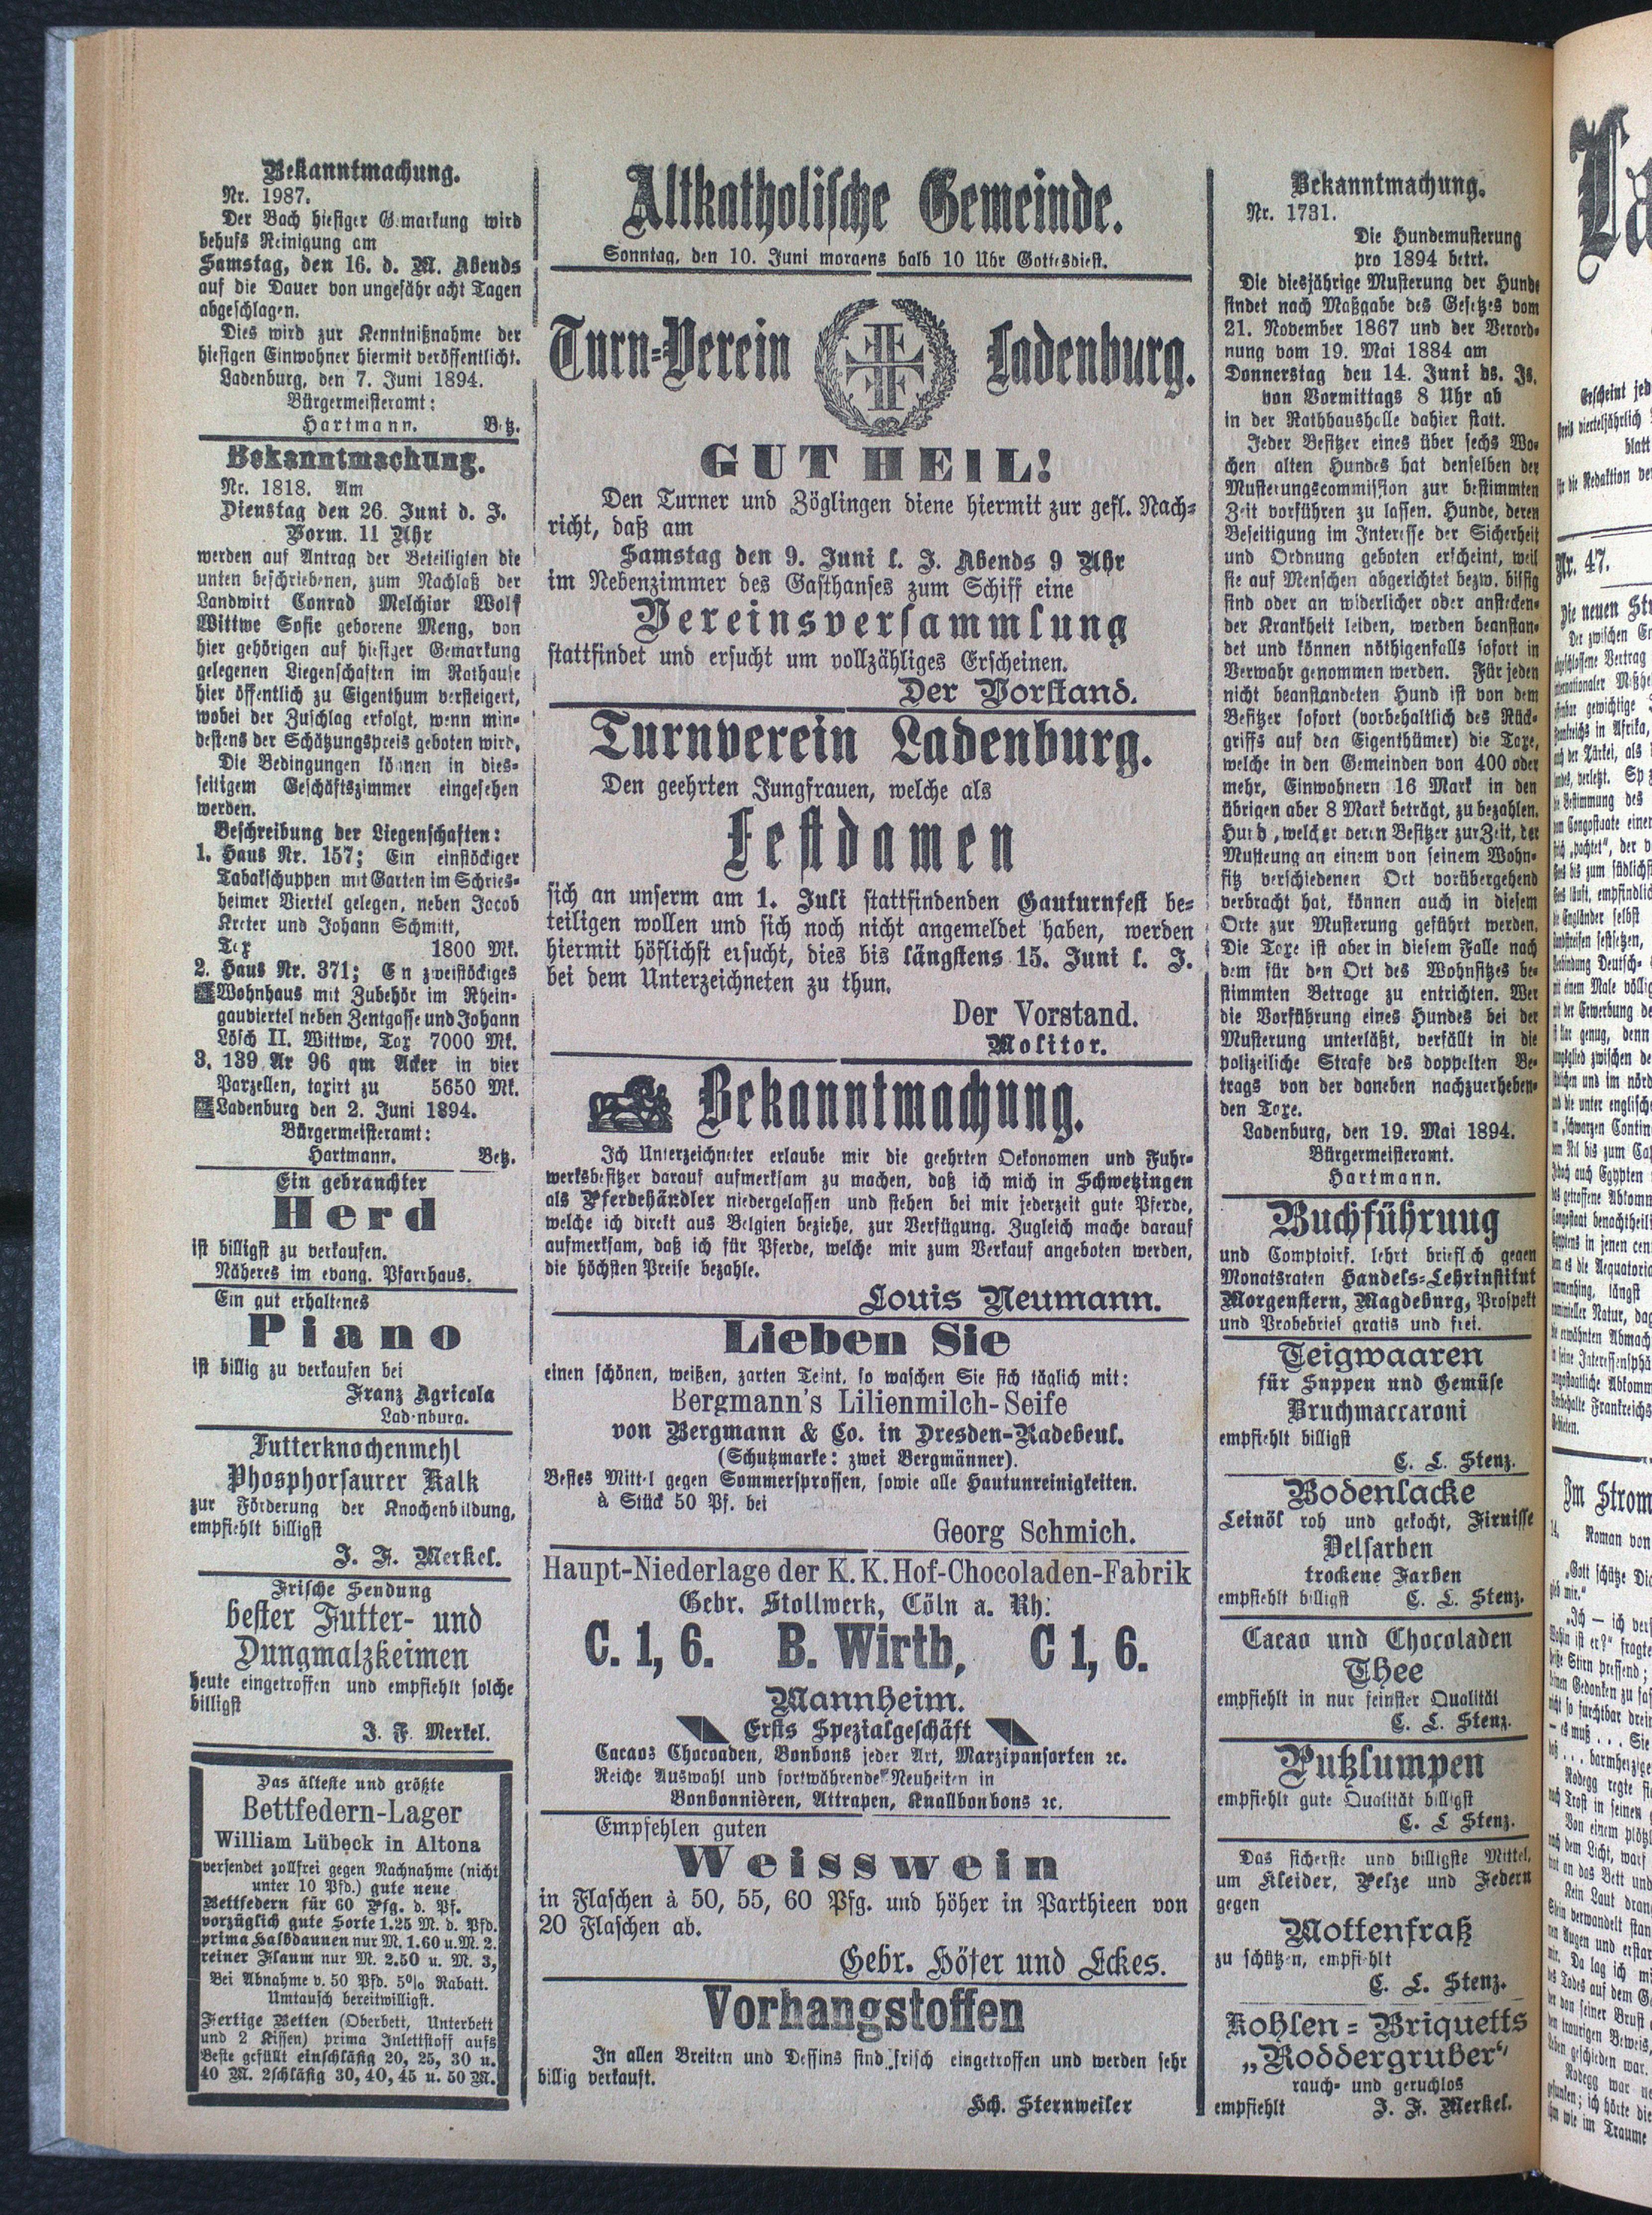 Bekanntmachung.
Nr. 1987.
Der Bach hiesiger Gmarkung wird
behufs Reinigung am
Samstag, den 16. d. M. Abends
auf die Dauer von ungefähr acht Tagen
abgeschlagen.
Dies wird zur Kenntnißnahme der
hiesigen Einwohner hiermit veröffentlicht.
Ladenburg, den 7. Juni 1894.
Bürgermeisteramt:
Hartmann. Betz.
Bekanntmachung.
Nr. 1818. Am
Dienstag den 26. Juni d. J.
Vorm. 11 Uhr
werden auf Antrag der Beteiligten die
unten beschriebenen, zum Nachlaß der
Landwirt Conrad Melchior Wolf
Wittwe Sofie geborene Meng, von
hier gehörigen auf hiesiger Gemarkung
gelegenen Liegenschaften im Rathause
hier öffentlich zu Eigenthum versteigert,
wobei der Zuschlag erfolgt, wenn min-
destens der Schätzungspreis geboten wird.
Die Bedingungen können in dies-
seitigem Geschäftszimmer eingesehen
werden.
Beschreibung der Liegenschaften:
1. Haus Nr. 157; Ein einstöckiger
Tabakschuppen mit Garten im Schries-
heimer Viertel gelegen, neben Jacob
Kreter und Johann Schmitt,
Tax 1800 Mk.
2. Haus Nr. 371; Ein zweistöckiges
Wohnhaus mit Zubehör im Rhein-
gauviertel neben Zentgasse und Johann
Lösch II. Wittwe, Tax 7000 Mk.
3. 139 Ar 96 qm Acker in vier
Parzellen, taxirt zu 5650 Mk.
Ladenburg den 2. Juni 1894.
Bürgermeisteramt:
Hartmann. Betz.
Ein gebrauchter
Herd
ist billigst zu verkaufen.
Näheres im evang. Pfarrhaus.
Ein gut erhaltenes
Piano
ist billig zu verkaufen bei
Franz Agricola
Ladenburg.
Futterknochenmehl
Phosphorsaurer Kalk
zur Förderung der Knochenbildung,
empfiehlt billigst
J. F. Merkel.
Frische Sendung
bester Futter- und
Dungmalzkeimen
heute eingetroffen und empfiehlt solche
billigst
J. F. Merkel.
Das älteste und größte
Bettfedern-Lager
William Lübeck in Altona
versendet zollfrei gegen Nachnahme (nicht
unter 10 Pfd.) gute neue
Bettfedern für 60 Pfg. d. Pf.
vorzüglich gute Sorte 1.25 M. d. Pfd.
prima Halbdaunen nur M. 1.60 u. M. 2.
reiner Flaum nur M. 2.50 u. M. 3,
Bei Abnahme v. 50 Pfd. 5% Rabatt.
Umtausch bereitwilligst.
Fertige Betten (Oberbett, Unterbett
und 2 Kissen) prima Inlettstoff aufs
Beste gefüllt einschläfig 20, 25, 30 u.
40 M. 2schläfig 30, 40, 45 u. 50 M.
Altkatholische Gemeinde.
Sonntag, den 10. Juni morgens halb 10 Uhr Gottesdiest.
Turn-Verein Ladenburg.
GUT HEIL!
Den Turner und Zöglingen diene hiermit zur gefl. Nach-
richt, daß am
Samstag den 9. Juni l. J. Abends 9 Uhr
im Nebenzimmer des Gasthanses zum Schiff eine
Vereinsversammlung
stattfindet und ersucht um vollzähliges Erscheinen.
Der Vorstand.
Turnverein Ladenburg.
Den geehrten Jungfrauen, welche als
Festdamen
sich an unserm am 1. Juli stattfindenden Gauturnfest be-
teiligen wollen und sich noch nicht angemeldet haben, werden
hiermit höflichst ersucht, dies bis längstens 15. Juni l. J.
bei dem Unterzeichneten zu thun.
Der Vorstand.
Molitor.
Bekanntmachung.
Ich Unterzeichneter erlaube mir die geehrten Oekonomen und Fuhr-
werksbesitzer darauf aufmerksam zu machen, daß ich mich in Schwetzingen
als Pferdehändler niedergelassen und stehen bei mir jederzeit gute Pferde,
welche ich direkt aus Belgien beziehe, zur Verfügung. Zugleich mache darauf
aufmerksam, daß ich für Pferde, welche mir zum Verkauf angeboten werden,
die höchsten Preise bezahle.
Louis Neumann.
Lieben Sie
einen schönen, weißen, zarten Teint, so waschen Sie sich täglich mit:
Bergmann's Lilienmilch-Seife
von Bergmann & Co. in Dresden-Radebeul.
(Schutzmarke: zwei Bergmänner).
Bestes Mittel gegen Sommersprossen, sowie alle Hautunreinigkeiten.
à Stück 50 Pf. bei
Georg Schmich.
Haupt-Niederlage der K. K. Hof-Chocoladen-Fabrik
Gebr. Stollwerk, Cöln a. Rh.
C. 1, 6. B. Wirth, C 1, 6.
Mannheim.
Ersts Spezialgeschäft
Cacaos Chocoaden, Bonbons jeder Art, Marzipansorten ꝛc.
Reiche Auswahl und fortwährende Neuheiten in
Bonbonnièren, Attrapen, Knallbonbons ꝛc.
Empfehlen guten
Weisswein
in Flaschen à 50, 55, 60 Pfg. und höher in Parthieen von
20 Flaschen ab.
Gebr. Höfer und Eckes.
Vorhangstoffen
In allen Breiten und Dessins sind frisch eingetroffen und werden sehr
billig verkauft.
Hch. Sternweiler
Bekanntmachung.
Nr. 1731.
Die Hundemusterung
pro 1894 betrt.
Die diesjährige Musterung der Hunde
findet nach Maßgabe des Gesetzes vom
21. November 1867 und der Verord-
nung vom 19. Mai 1884 am
Donnerstag den 14. Juni ds. Js.
von Vormittags 8 Uhr ab
in der Rathhaushalle dahier statt.
Jeder Besitzer eines über sechs Wo-
chen alten Hundes hat denselben der
Musterungscommission zur bestimmten
Zeit vorführen zu lassen. Hunde, deren
Beseitigung im Interesse der Sicherheit
und Ordnung geboten erscheint, weil
sie auf Menschen abgerichtet bezw. bissig
sind oder an widerlicher oder anstecken-
der Krankheit leiden, werden beanstan-
det und können nöthigenfalls sofort in
Verwahr genommen werden. Für jeden
nicht beanstandeten Hund ist von dem
Besitzer sofort (vorbehaltlich des Rück-
griffs auf den Eigenthümer) die Taxe,
welche in den Gemeinden von 400 oder
mehr, Einwohnern 16 Mark in den
übrigen aber 8 Mark beträgt, zu bezahlen.
Hunde, welcher deren Besitzer zur Zeit, der
Musteung an einem von seinem Wohn-
sitz verschiedenen Ort vorübergehend
verbracht hat, können auch in diesem
Orte zur Musterung geführt werden.
Die Taxe ist aber in diesem Falle nach
dem für den Ort des Wohnsitzes be-
stimmten Betrage zu entrichten. Wer
die Vorführung eines Hundes bei der
Musterung unterläßt, verfällt in die
polizeiliche Strafe des doppelten Be-
trags von der daneben nachzuerheben-
den Taxe.
Ladenburg, den 19. Mai 1894.
Bürgermeisteramt.
Hartmann.
Buchführung
und Comptoirf. lehrt brieflich gegen
Monatsraten Handels-Lehrinstitut
Morgenstern, Magdeburg, Prospekt
und Probebrief gratis und frei.
Teigwaaren
für Suppen und Gemüse
Bruchmaccaroni
empfiehlt billigst
C. L. Stenz.
Bodenlacke
Leinöl roh und gekocht, Firnisse
Oelfarben
trockene Farben
empfiehlt billigst C. L. Stenz.
Cacao und Chocoladen
Thee
empfiehlt in nur feinster Qualität
C. L. Stenz.
Putzlumpen
empfiehlt gute Qualität billigst
C. L Stenz.
Das sicherste und billigste Mittel,
um Kleider, Pelze und Federn
gegen
Mottenfraß
zu schützen, empfiehlt
C. L. Stenz.
Kohlen-Briquetts
„Roddergruber“
rauch- und geruchlos
empfiehlt J. F. Merkel.
La
Erscheint jed
vierteljährlich
blatt
die Redaktion
Nr. 47.
Die neuen
Im Strom
Roman von